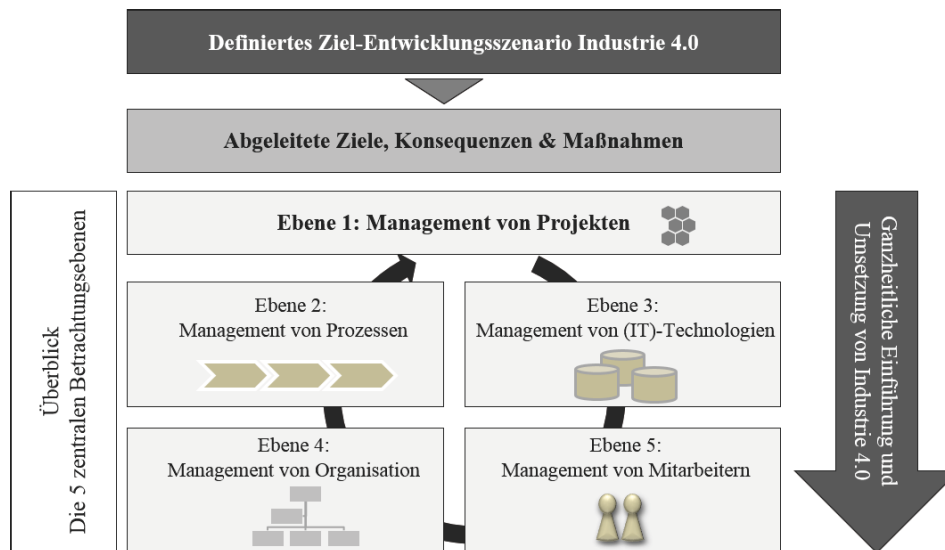 Definiertes Ziel-Entwicklungsszenario Industrie 4.0
Abgeleitete Ziele, Konsequenzen & Maßnahmen
Überblick
Die 5 zentralen Betrachtungsebenen
Ebene 1: Management von Projekten
Ebene 2:
Management von Prozessen
Ebene 3:
Management von (IT)-Technologien
Ebene 4:
Management von Organisation
Ebene 5:
Management von Mitarbeitern
Ganzheitliche Einführung und
Umsetzung von Industrie 4.0